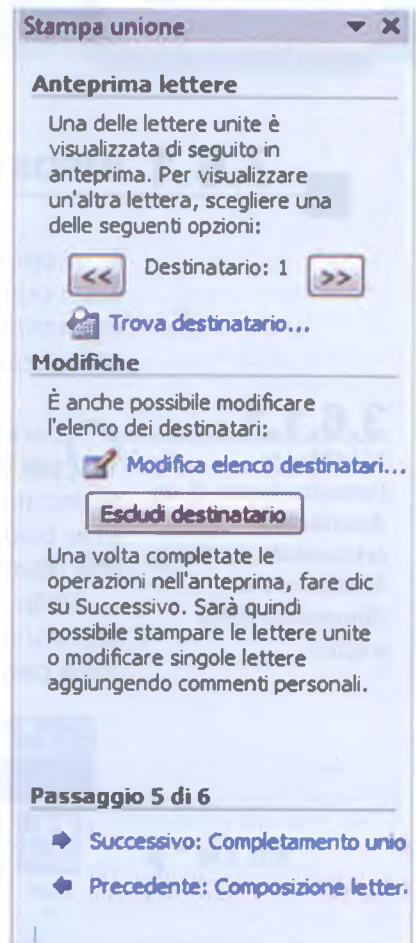 Stampa unione
Anteprima lettere
Una delle lettere unite è
visualizzata di seguito in
anteprima. Per visualizzare
un'altra lettera, scegliere una
delle seguenti opzioni:
<< Destinatario: 1 >>
Trova destinatario...
Modifiche
È anche possibile modificare
l'elenco dei destinatari:
Modifica elenco destinatari...
Escludi destinatario
Una volta completate le
operazioni nell'anteprima, fare clic
su Successivo. Sarà quindi
possibile stampare le lettere unite
o modificare singole lettere
aggiungendo commenti personali.
Passaggio 5 di 6
Successivo: Completamento unio
Precedente: Composizione letter